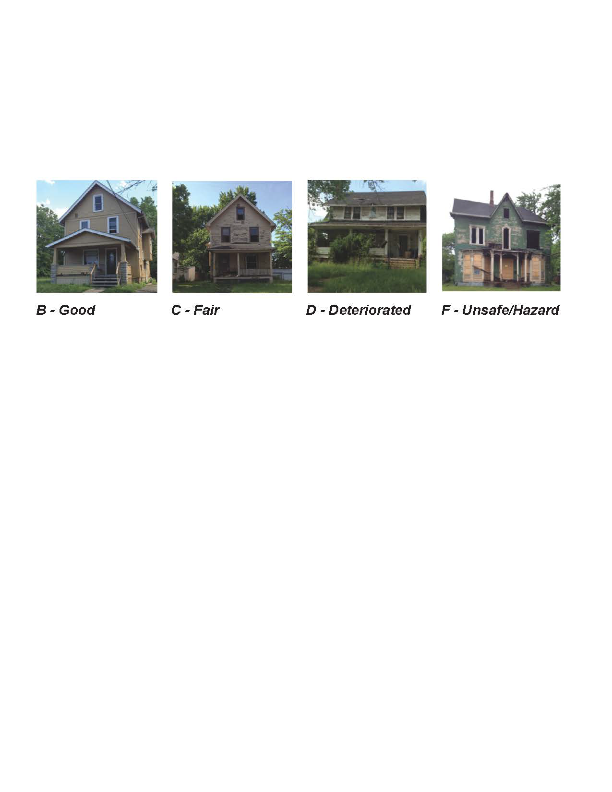 B - Good
C - Fair
D - Deteriorated
F - Unsafe/Hazard